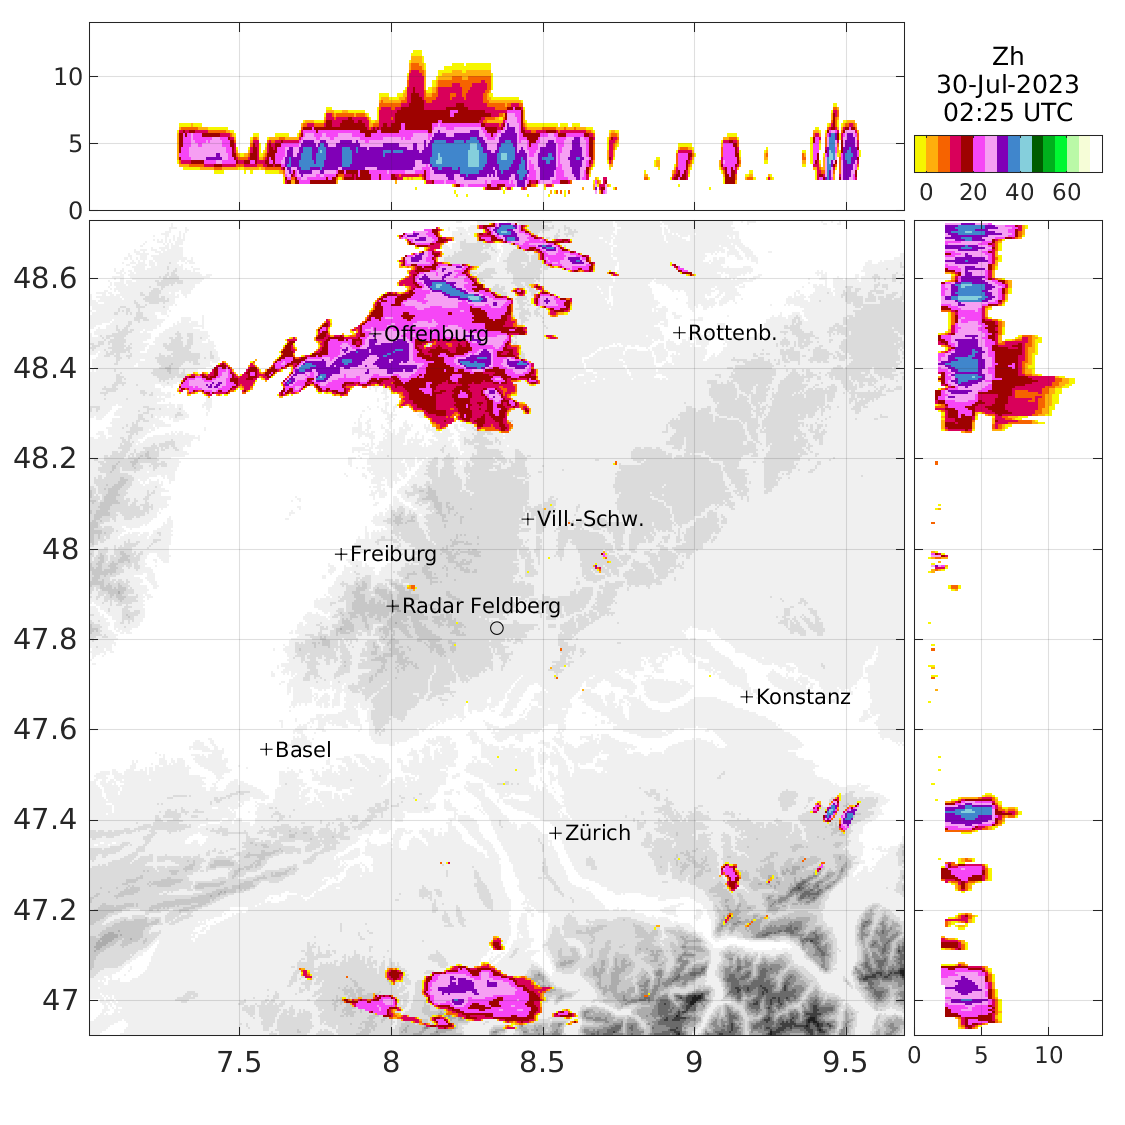 10
5
0
Zh
30-Jul-2023
02:25 UTC
0 20 40 60
48.6
48.4
48.2
48
47.8
47.6
47.4
47.2
47
Offenburg
Rottenb.
Vill.-Schw.
Freiburg
Radar Feldberg
Konstanz
Basel
Zürich
7.5 8 8.5 9 9.5
0 5 10